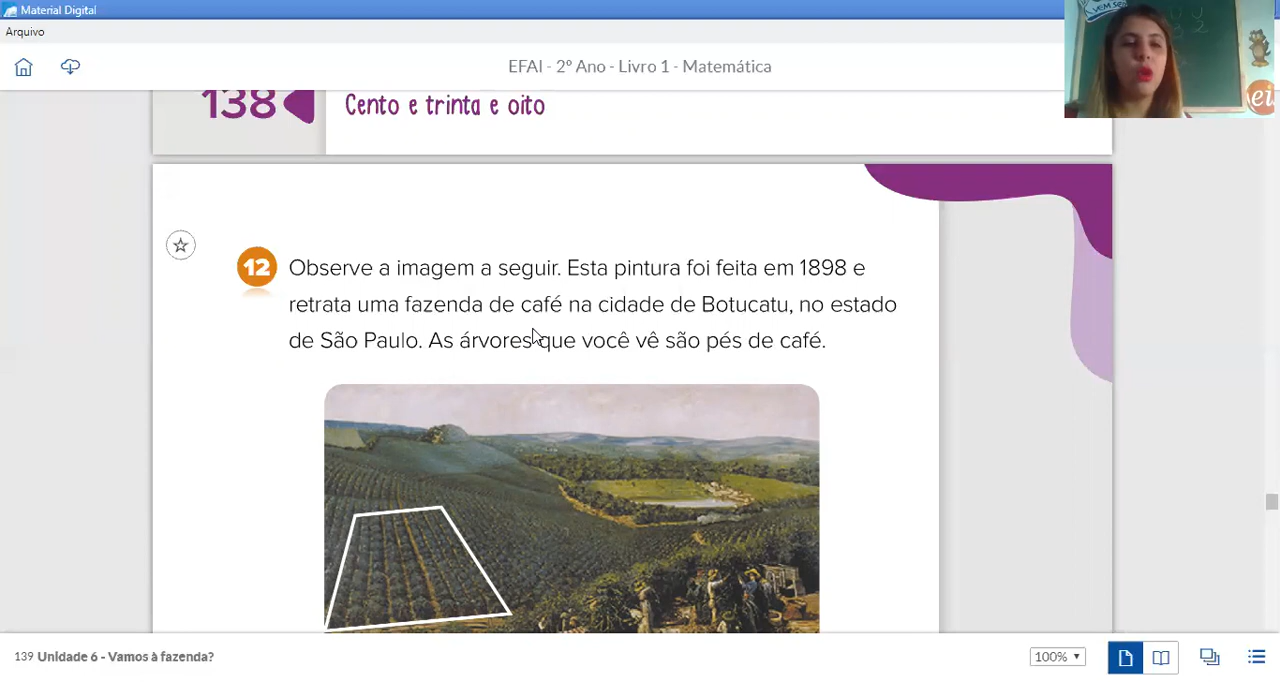 Material Digital
Arquivo
EFAI - 2º Ano - Livro 1 - Matemática
138
Cento e trinta e oito
12
Observe a imagem a seguir. Esta pintura foi feita em 1898 e
retrata uma fazenda de café na cidade de Botucatu, no estado
de São Paulo. As árvores que você vê são pés de café.
139 Unidade 6 - Vamos à fazenda?
100%